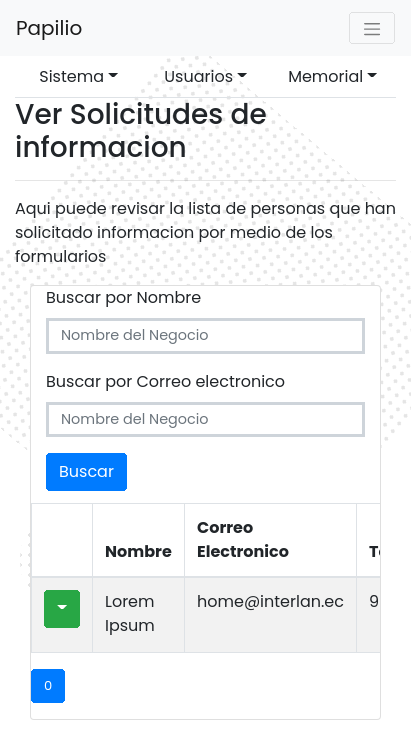 Papilio
Sistema Usuarios Memorial
Ver Solicitudes de
informacion
Aqui puede revisar la lista de personas que han
solicitado informacion por medio de los
formularios
Buscar por Nombre
Nombre del Negocio
Buscar por Correo electronico
Nombre del Negocio
Buscar
Correo
Nombre Electronico
Lorem home@interlan.ec 9
Ipsum
0